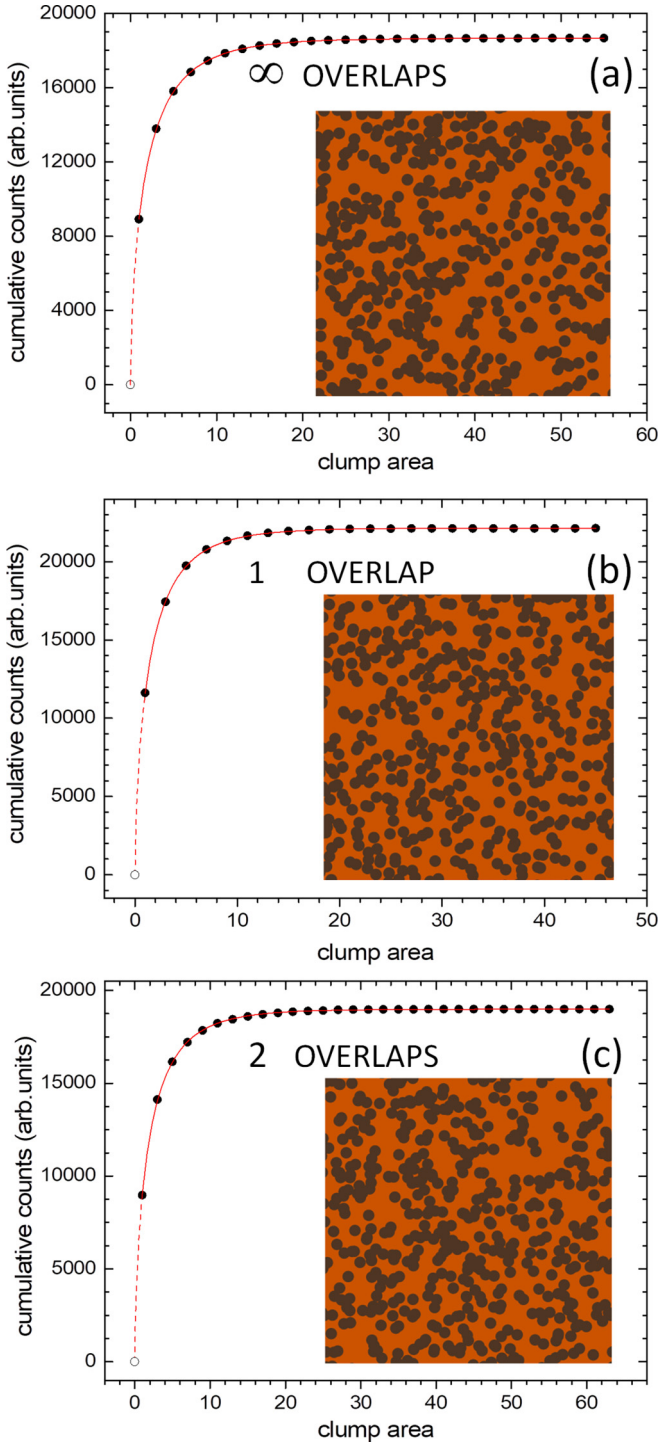 20000
16000
12000
8000
4000
0
cumulative counts (arb.units)
∞ OVERLAPS (a)
0 10 20 30 40 50 60
clump area
20000
15000
10000
5000
0
cumulative counts (arb.units)
1 OVERLAP (b)
0 10 20 30 40 50
clump area
20000
15000
10000
5000
0
cumulative counts (arb.units)
2 OVERLAPS (c)
0 10 20 30 40 50 60
clump area